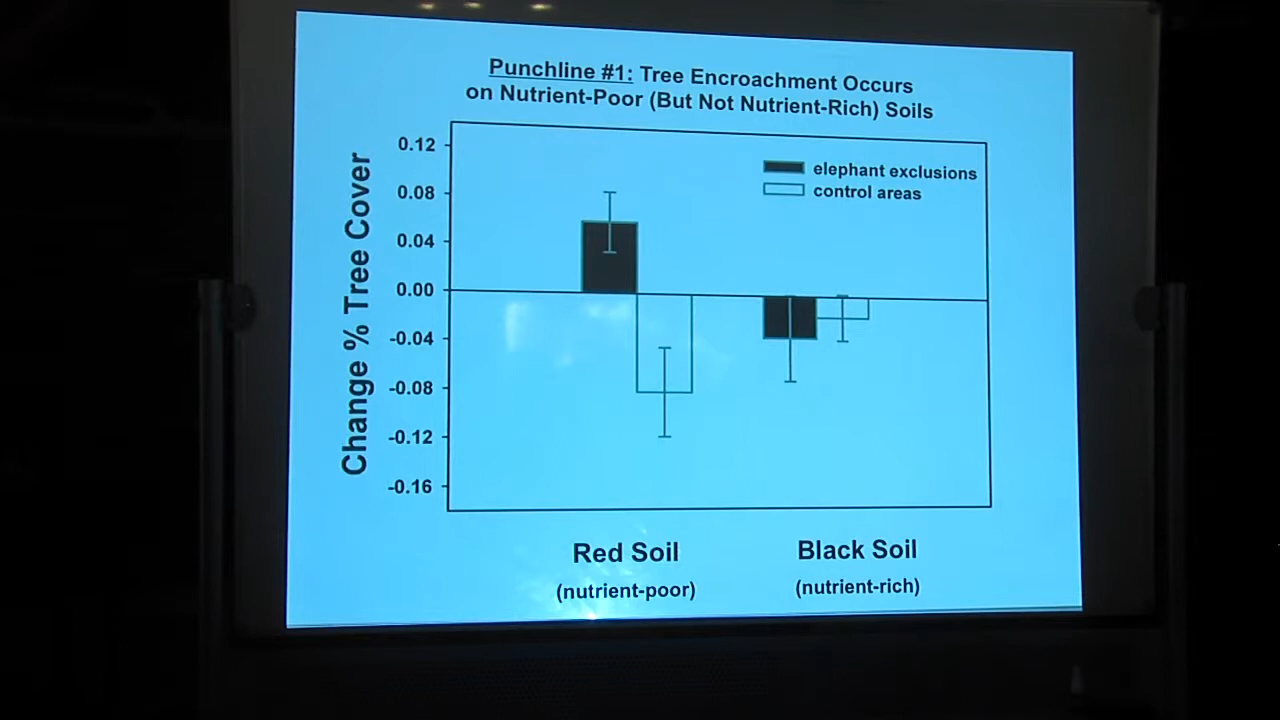 Punchline #1: Tree Encroachment Occurs
on Nutrient-Poor (But Not Nutrient-Rich) Soils
Change % Tree Cover
0.12
0.08
0.04
0.00
-0.04
-0.08
-0.12
-0.16
elephant exclusions
control areas
Red Soil
(nutrient-poor)
Black Soil
(nutrient-rich)